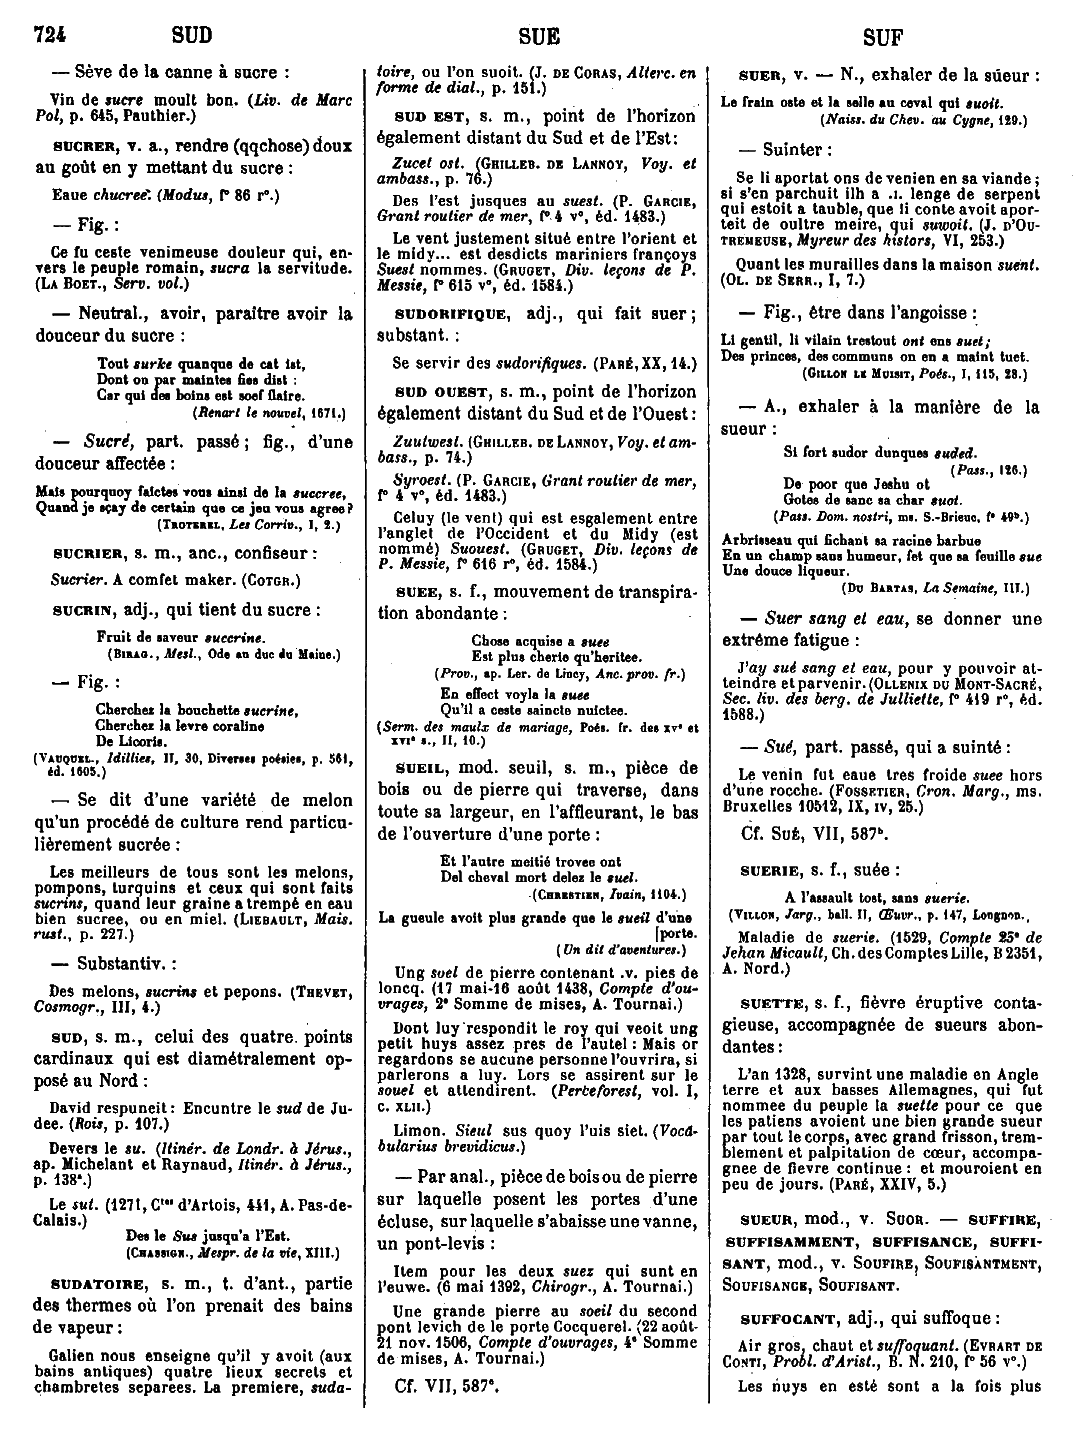 724 SUD SUE SUF
— Sève de la canne à sucre :
Vin de sucre moult bon. (Liv. de Marc
Pol, p. 645, Pauthier.)
SUCRER, v. a., rendre (qqchose) doux
au goût en y mettant du sucre :
Eaue chucree. (Modus, f° 86 r°.)
— Fig. :
Ce fu ceste venimeuse douleur qui, en-
vers le peuple romain, sucra la servitude.
(LA BOET., Serv. vol.)
— Neutral., avoir, paraître avoir la
douceur du sucre :
Tout surke quanque de cat ist,
Dont on par maintes fies dist :
Car qui des boins est soef flaire.
(Renart le nouvel, 1671.)
— Sucré, part. passé ; fig., d'une
douceur affectée :
Mais pourquoy faictes vous ainsi de la succree,
Quand je sçay de certain que ce jeu vous agree?
(TROTEREL, Les Corriv., I, 2.)
SUCRIER, s. m., anc., confiseur :
Sucrier. A comfet maker. (COTGR.)
SUCRIN, adj., qui tient du sucre :
Fruit de saveur succrine.
(BIRAG., Mesl., Ode au duc du Maine.)
— Fig. :
Cherchez la bouchette sucrine,
Cherchez la levre coraline
De Licoris.
(VAUQUEL., Idillies, II, 30, Diverses poésies, p. 561,
éd. 1605.)
— Se dit d'une variété de melon
qu'un procédé de culture rend particu-
lièrement sucrée :
Les meilleurs de tous sont les melons,
pompons, turquins et ceux qui sont faits
sucrins, quand leur graine a trempé en eau
bien sucree, ou en miel. (LIEBAULT, Mais.
rust., p. 227.)
— Substantiv. :
Des melons, sucrins et pepons. (THEVET,
Cosmogr., III, 4.)
SUD, s. m., celui des quatre points
cardinaux qui est diamétralement op-
posé au Nord :
David respuneit : Encuntre le sud de Ju-
dee. (Rois, p. 107.)
Devers le su. (Itinér. de Londr. à Jérus.,
ap. Michelant et Raynaud, Itinér. à Jérus.,
p. 138ª.)
Le sut. (1271, Ctes d'Artois, 441, A. Pas-de-
Calais.)
Des le Sus jusqu'a l'Est.
(CHASSIGN., Mespr. de la vie, XIII.)
SUDATOIRE, s. m., t. d'ant., partie
des thermes où l'on prenait des bains
de vapeur :
Galien nous enseigne qu'il y avoit (aux
bains antiques) quatre lieux secrets et
chambretes separees. La premiere, suda-
toire, ou l'on suoit. (J. DE CORAS, Alterc. en
forme de dial., p. 151.)
SUD EST, s. m., point de l'horizon
également distant du Sud et de l'Est :
Zucet ost. (GHILLEB. DE LANNOY, Voy. et
ambass., p. 76.)
Des l'est jusques au suest. (P. GARCIE,
Grant routier de mer, f° 4 v°, éd. 1483.)
Le vent justement situé entre l'orient et
le midy... est desdicts mariniers françoys
Suest nommes. (GRUGET, Div. leçons de P.
Messie, f° 615 v°, éd. 1584.)
SUDORIFIQUE, adj., qui fait suer ;
substant. :
Se servir des sudorifiques. (PARÉ, XX, 14.)
SUD OUEST, s. m., point de l'horizon
également distant du Sud et de l'Ouest :
Zuutwest. (GHILLEB. DE LANNOY, Voy. et am-
bass., p. 74.)
Syroest. (P. GARCIE, Grant routier de mer,
f° 4 v°, éd. 1483.)
Celuy (le vent) qui est esgalement entre
l'anglet de l'Occident et du Midy (est
nommé) Suouest. (GRUGET, Div. leçons de
P. Messie, f° 616 r°, éd. 1584.)
SUEE, s. f., mouvement de transpira-
tion abondante :
Chose acquise a suee
Est plus cherie qu'heritee.
(Prov., ap. Ler. de Lincy, Anc. prov. fr.)
En effect voyla la suee
Qu'il a ceste saincte nuictee.
(Serm. des maulx de mariage, Poés. fr. des XVe et
XVIe s., II, 10.)
SUEIL, mod. seuil, s. m., pièce de
bois ou de pierre qui traverse, dans
toute sa largeur, en l'affleurant, le bas
de l'ouverture d'une porte :
Et l'autre meitié trovee ont
Del cheval mort delez le suel.
(CHRESTIEN, Ivain, 1104.)
La gueule avoit plus grande que le sueil d'une
[porte.
(Un dit d'aventures.)
Ung suel de pierre contenant .v. pies de
loncq. (17 mai-16 août 1438, Compte d'ou-
vrages, 2e Somme de mises, A. Tournai.)
Dont luy respondit le roy qui veoit ung
petit huys assez pres de l'autel : Mais or
regardons se aucune personne l'ouvrira, si
parlerons a luy. Lors se assirent sur le
souel et attendirent. (Perceforest, vol. I,
c. XLII.)
Limon. Sieul sus quoy l'uis siet. (Voca-
bularius brevidicus.)
— Par anal., pièce de bois ou de pierre
sur laquelle posent les portes d'une
écluse, sur laquelle s'abaisse une vanne,
un pont-levis :
Item pour les deux suez qui sunt en
l'euwe. (6 mai 1392, Chirogr., A. Tournai.)
Une grande pierre au soeil du second
pont levich de le porte Cocquerel. (22 août-
21 nov. 1506, Compte d'ouvrages, 4e Somme
de mises, A. Tournai.)
Cf. VII, 587ª.
SUER, v. — N., exhaler de la sueur :
Le frain oste et la selle au ceval qui suoit.
(Naiss. du Chev. au Cygne, 129.)
— Suinter :
Se li aportat ons de venien en sa viande ;
si s'en parchuit ilh a .i. lenge de serpent
qui estoit a tauble, que li conte avoit apor-
teit de oultre meire, qui suwoit. (J. D'OU-
TREMEUSE, Myreur des histors, VI, 253.)
Quant les murailles dans la maison suent.
(OL. DE SERR., I, 7.)
— Fig., être dans l'angoisse :
Li gentil, li vilain trestout ont ens suet ;
Des princes, des communs on en a maint tuet.
(GILLON LE MUISIT, Poés., I, 115, 28.)
— A., exhaler à la manière de la
sueur :
Si fort sudor dunques suded.
(Pass., 126.)
De poor que Jeshu ot
Gotes de sanc sa char suot.
(Pass. Dom. nostri, ms. S.-Brieuc, f° 49b.)
Arbrisseau qui fichant sa racine barbue
En un champ sans humeur, fet que sa feuille sue
Une douce liqueur.
(DU BARTAS, La Semaine, III.)
— Suer sang et eau, se donner une
extrême fatigue :
J'ay sué sang et eau, pour y pouvoir at-
teindre et parvenir. (OLLENIX DU MONT-SACRÉ,
Sec. liv. des berg. de Julliette, f° 419 r°, éd.
1588.)
— Sué, part. passé, qui a suinté :
Le venin fut eaue tres froide suee hors
d'une rocche. (FOSSETIER, Cron. Marg., ms.
Bruxelles 10512, IX, IV, 25.)
Cf. SUÉ, VII, 587b.
SUERIE, s. f., suée :
A l'assault tost, sans suerie.
(VILLON, Jarg., ball. II, Œuvr., p. 147, Longnon.,
Maladie de suerie. (1529, Compte 25e de
Jehan Micault, Ch. des Comptes Lille, B 2351,
A. Nord.)
SUETTE, s. f., fièvre éruptive conta-
gieuse, accompagnée de sueurs abon-
dantes :
L'an 1328, survint une maladie en Angle
terre et aux basses Allemagnes, qui fut
nommee du peuple la suette pour ce que
les patiens avoient une bien grande sueur
par tout le corps, avec grand frisson, trem-
blement et palpitation de cœur, accompa-
gnee de fievre continue : et mouroient en
peu de jours. (PARÉ, XXIV, 5.)
SUEUR, mod., v. SUOR. — SUFFIRE,
SUFFISAMMENT, SUFFISANCE, SUFFI-
SANT, mod., v. SOUFIRE, SOUFISANTMENT,
SOUFISANCE, SOUFISANT.
SUFFOCANT, adj., qui suffoque :
Air gros, chaut et suffoquant. (EVRART DE
CONTI, Probl. d'Arist., B. N. 210, f° 56 v°.)
Les nuys en esté sont a la fois plus